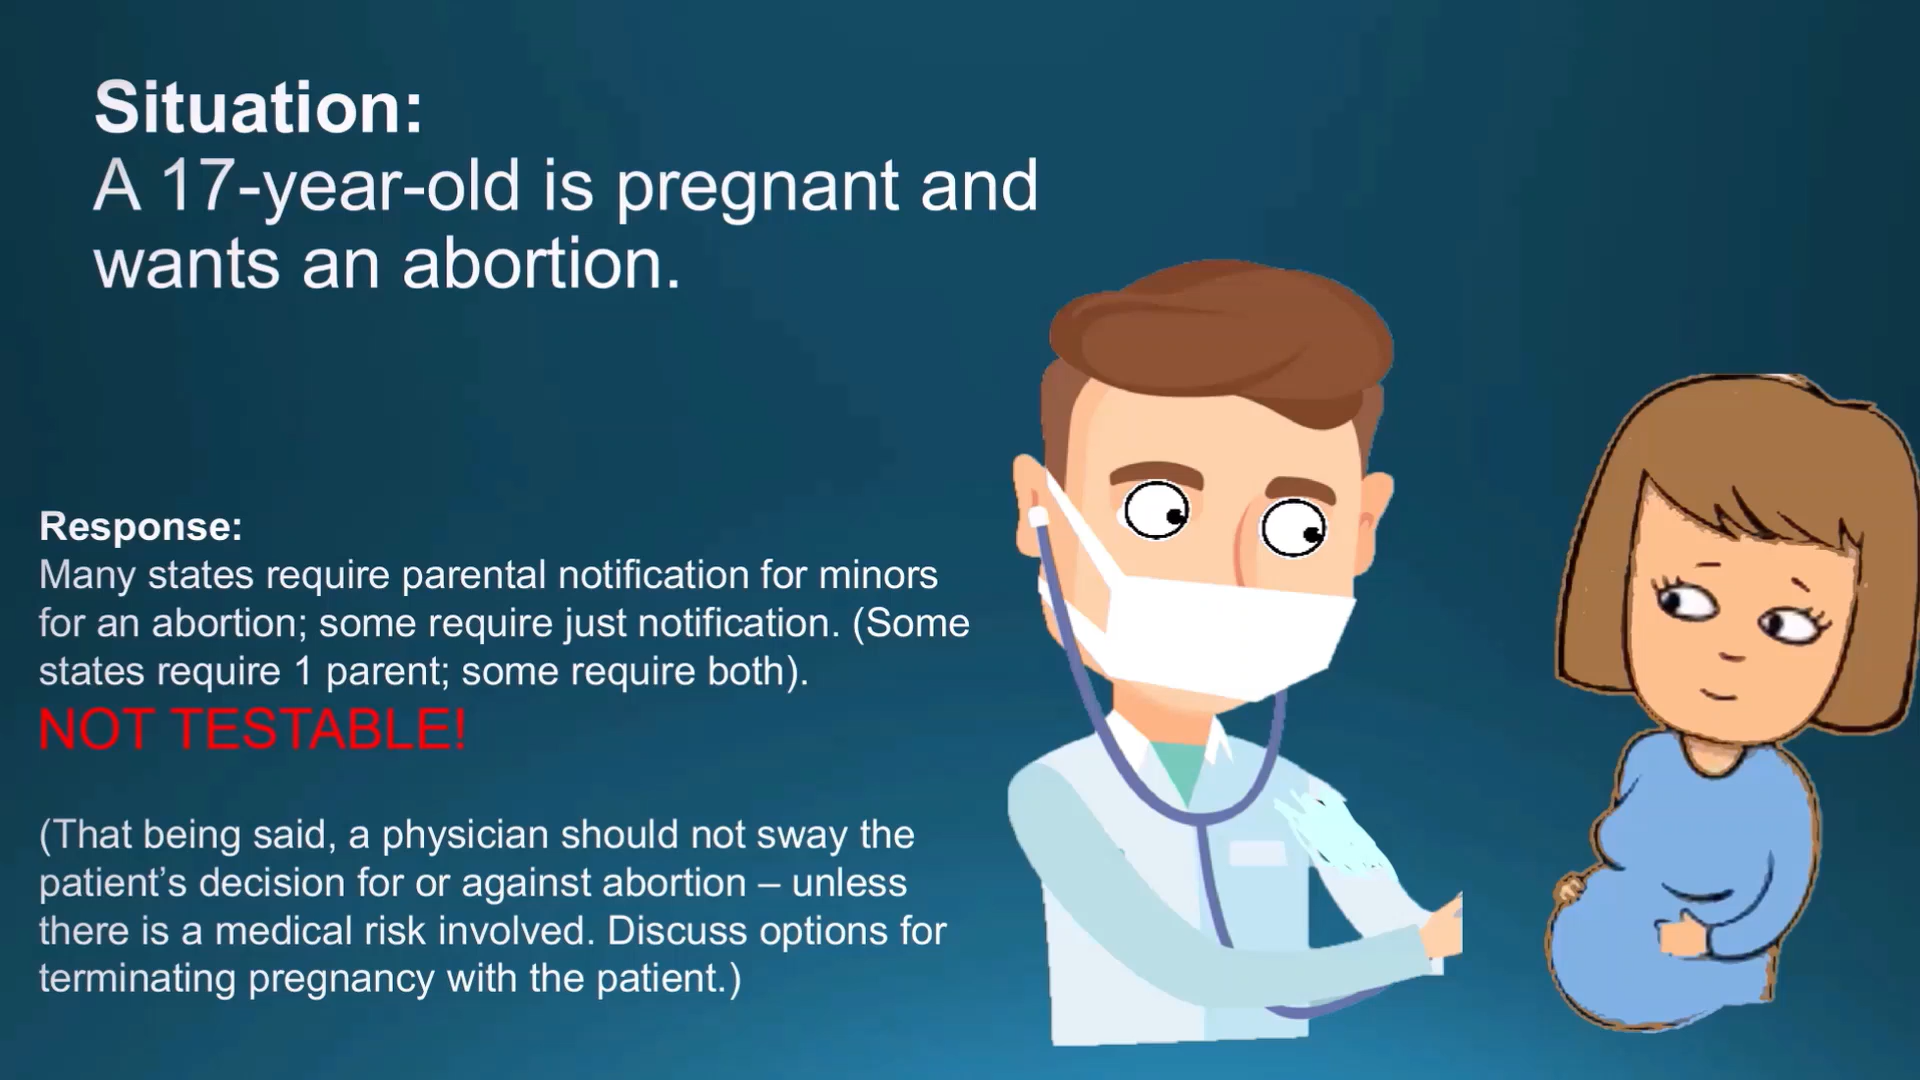 Situation:
A 17-year-old is pregnant and
wants an abortion.
Response:
Many states require parental notification for minors
for an abortion; some require just notification. (Some
states require 1 parent; some require both).
NOT TESTABLE!
(That being said, a physician should not sway the
patient’s decision for or against abortion – unless
there is a medical risk involved. Discuss options for
terminating pregnancy with the patient.)